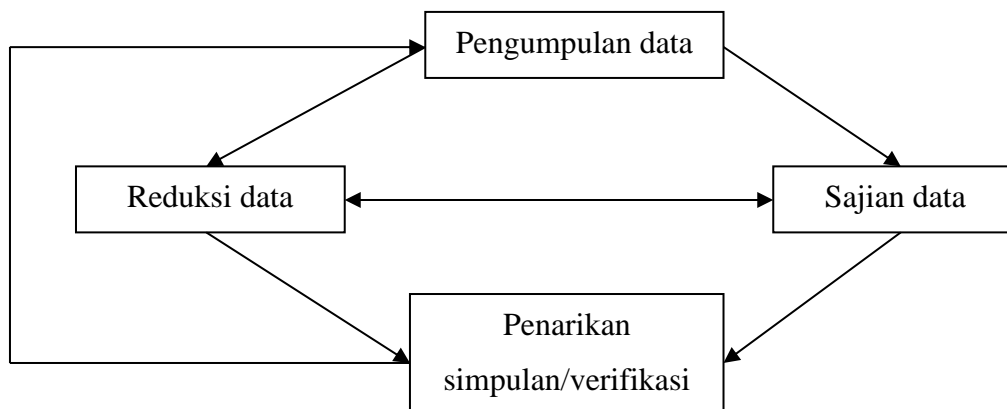 Pengumpulan data
Reduksi data
Sajian data
Penarikan
simpulan/verifikasi